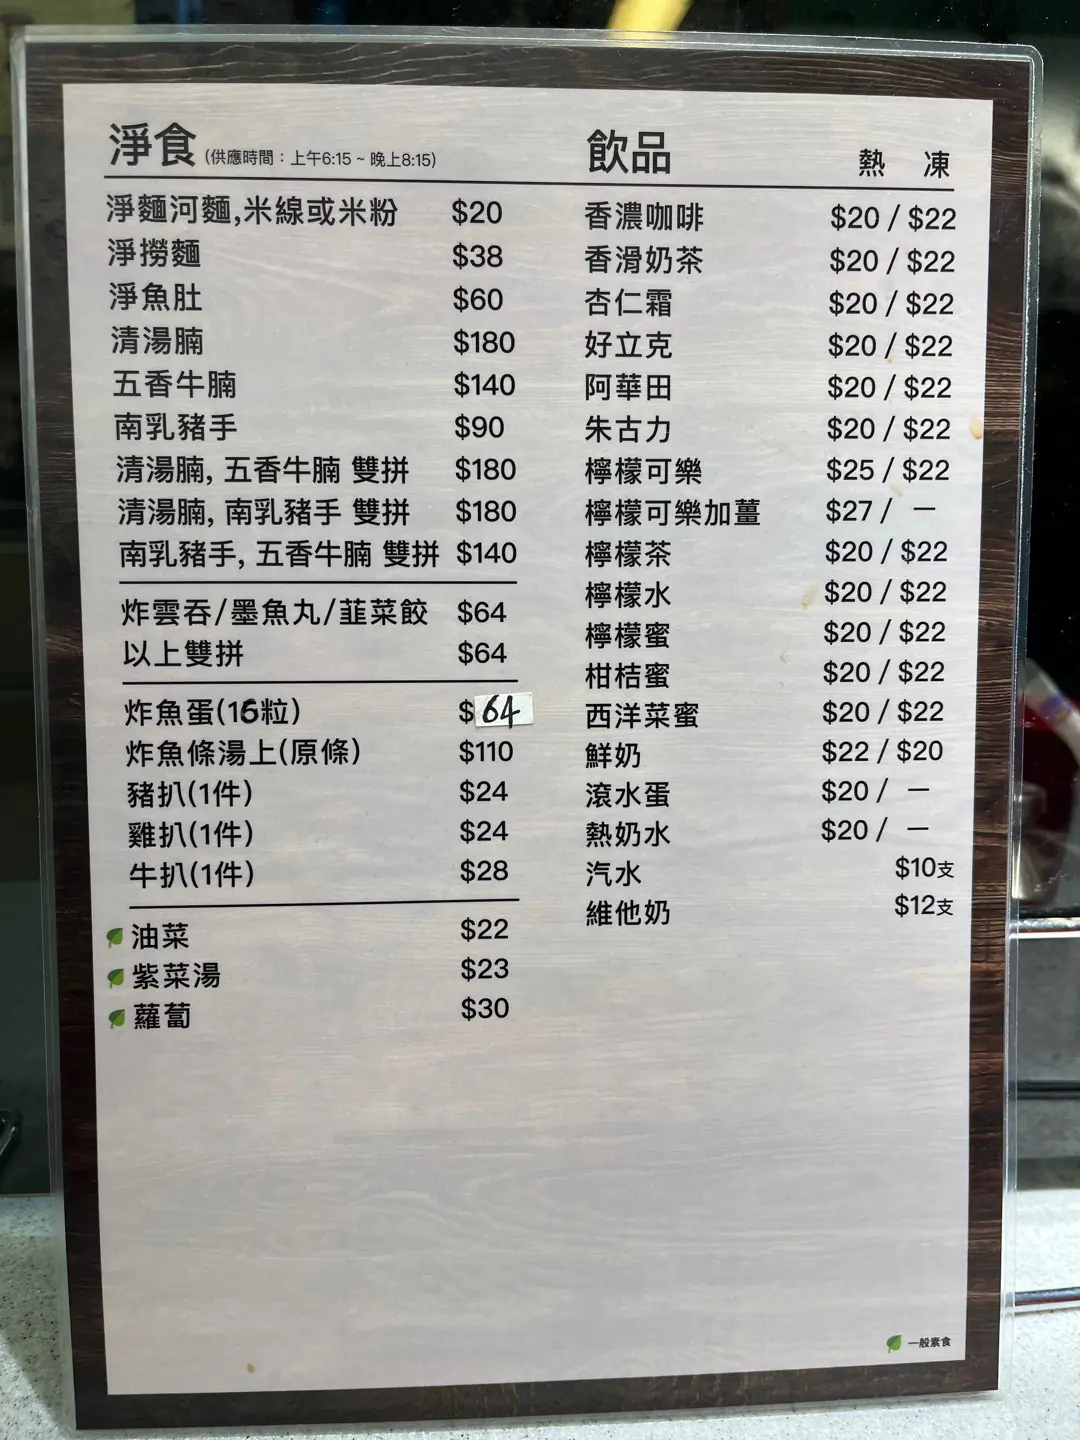 淨食 (供應時間：上午6:15 ~ 晚上8:15)
淨麵河麵,米線或米粉 $20
淨撈麵 $38
淨魚肚 $60
清湯腩 $180
五香牛腩 $140
南乳豬手 $90
清湯腩, 五香牛腩 雙拼 $180
清湯腩, 南乳豬手 雙拼 $180
南乳豬手, 五香牛腩 雙拼 $140
炸雲吞/墨魚丸/韮菜餃 $64
以上雙拼 $64
炸魚蛋(16粒) $64
炸魚條湯上(原條) $110
豬扒(1件) $24
雞扒(1件) $24
牛扒(1件) $28
油菜 $22
紫菜湯 $23
蘿蔔 $30
飲品 熱 凍
香濃咖啡 $20 / $22
香滑奶茶 $20 / $22
杏仁霜 $20 / $22
好立克 $20 / $22
阿華田 $20 / $22
朱古力 $20 / $22
檸檬可樂 $25 / $22
檸檬可樂加薑 $27 / —
檸檬茶 $20 / $22
檸檬水 $20 / $22
檸檬蜜 $20 / $22
柑桔蜜 $20 / $22
西洋菜蜜 $20 / $22
鮮奶 $22 / $20
滾水蛋 $20 / —
熱奶水 $20 / —
汽水 $10支
維他奶 $12支
一般素食